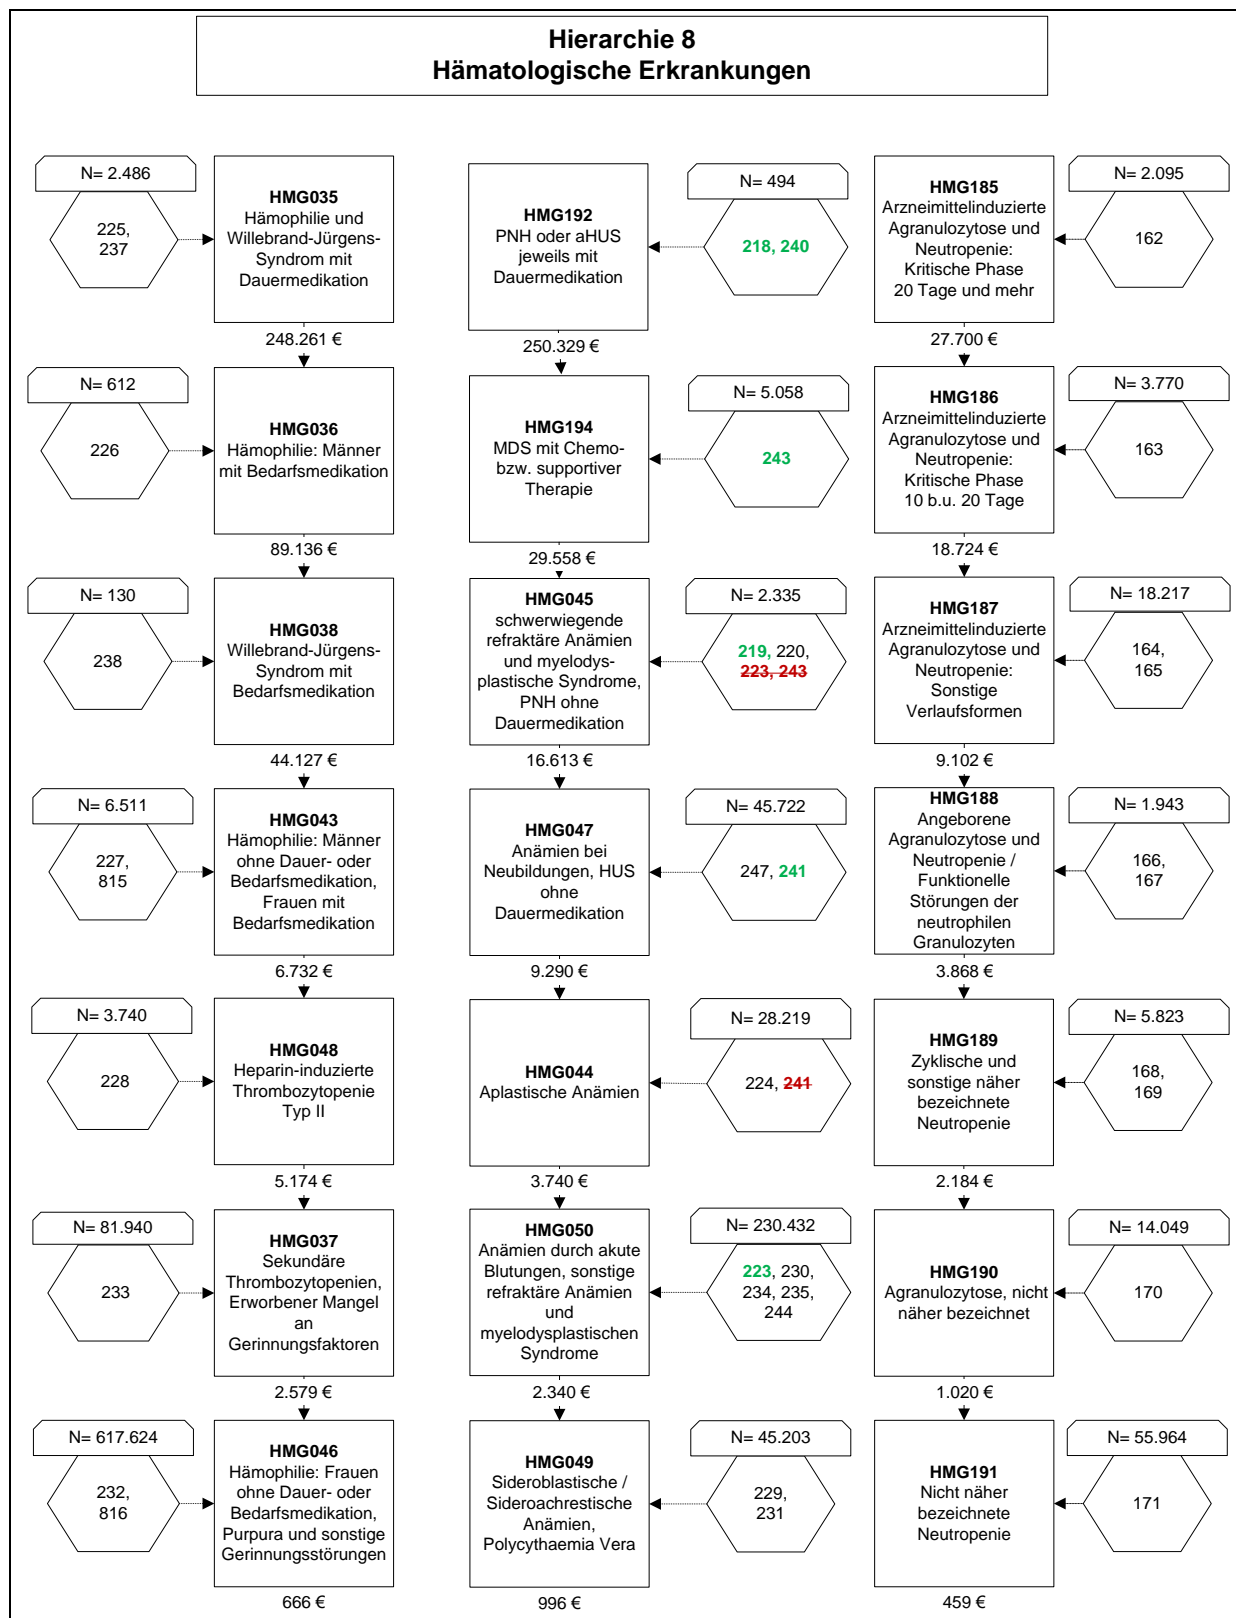 Hierarchie 8
Hämatologische Erkrankungen
N= 2.486
225,
237
HMG035
Hämophilie und
Willebrand-Jürgens-
Syndrom mit
Dauermedikation
248.261 €
N= 612
226
HMG036
Hämophilie: Männer
mit Bedarfsmedikation
89.136 €
N= 130
238
HMG038
Willebrand-Jürgens-
Syndrom mit
Bedarfsmedikation
44.127 €
N= 6.511
227,
815
HMG043
Hämophilie: Männer
ohne Dauer- oder
Bedarfsmedikation,
Frauen mit
Bedarfsmedikation
6.732 €
N= 3.740
228
HMG048
Heparin-induzierte
Thrombozytopenie
Typ II
5.174 €
N= 81.940
233
HMG037
Sekundäre
Thrombozytopenien,
Erworbener Mangel
an
Gerinnungsfaktoren
2.579 €
N= 617.624
232,
816
HMG046
Hämophilie: Frauen
ohne Dauer- oder
Bedarfsmedikation,
Purpura und sonstige
Gerinnungsstörungen
666 €
HMG192
PNH oder aHUS
jeweils mit
Dauermedikation
N= 494
218, 240
250.329 €
HMG194
MDS mit Chemo-
bzw. supportiver
Therapie
N= 5.058
243
29.558 €
HMG045
schwerwiegende
refraktäre Anämien
und myelodys-
plastische Syndrome,
PNH ohne
Dauermedikation
N= 2.335
219, 220,
223, 243
16.613 €
HMG047
Anämien bei
Neubildungen, HUS
ohne
Dauermedikation
N= 45.722
247, 241
9.290 €
HMG044
Aplastische Anämien
N= 28.219
224, 241
3.740 €
HMG050
Anämien durch akute
Blutungen, sonstige
refraktäre Anämien
und
myelodysplastischen
Syndrome
N= 230.432
223, 230,
234, 235,
244
2.340 €
HMG049
Sideroblastische /
Sideroachrestische
Anämien,
Polycythaemia Vera
N= 45.203
229,
231
996 €
HMG185
Arzneimittelinduzierte
Agranulozytose und
Neutropenie:
Kritische Phase
20 Tage und mehr
N= 2.095
162
27.700 €
HMG186
Arzneimittelinduzierte
Agranulozytose und
Neutropenie:
Kritische Phase
10 b.u. 20 Tage
N= 3.770
163
18.724 €
HMG187
Arzneimittelinduzierte
Agranulozytose und
Neutropenie:
Sonstige
Verlaufsformen
N= 18.217
164,
165
9.102 €
HMG188
Angeborene
Agranulozytose und
Neutropenie /
Funktionelle
Störungen der
neutrophilen
Granulozyten
N= 1.943
166,
167
3.868 €
HMG189
Zyklische und
sonstige näher
bezeichnete
Neutropenie
N= 5.823
168,
169
2.184 €
HMG190
Agranulozytose, nicht
näher bezeichnet
N= 14.049
170
1.020 €
HMG191
Nicht näher
bezeichnete
Neutropenie
N= 55.964
171
459 €